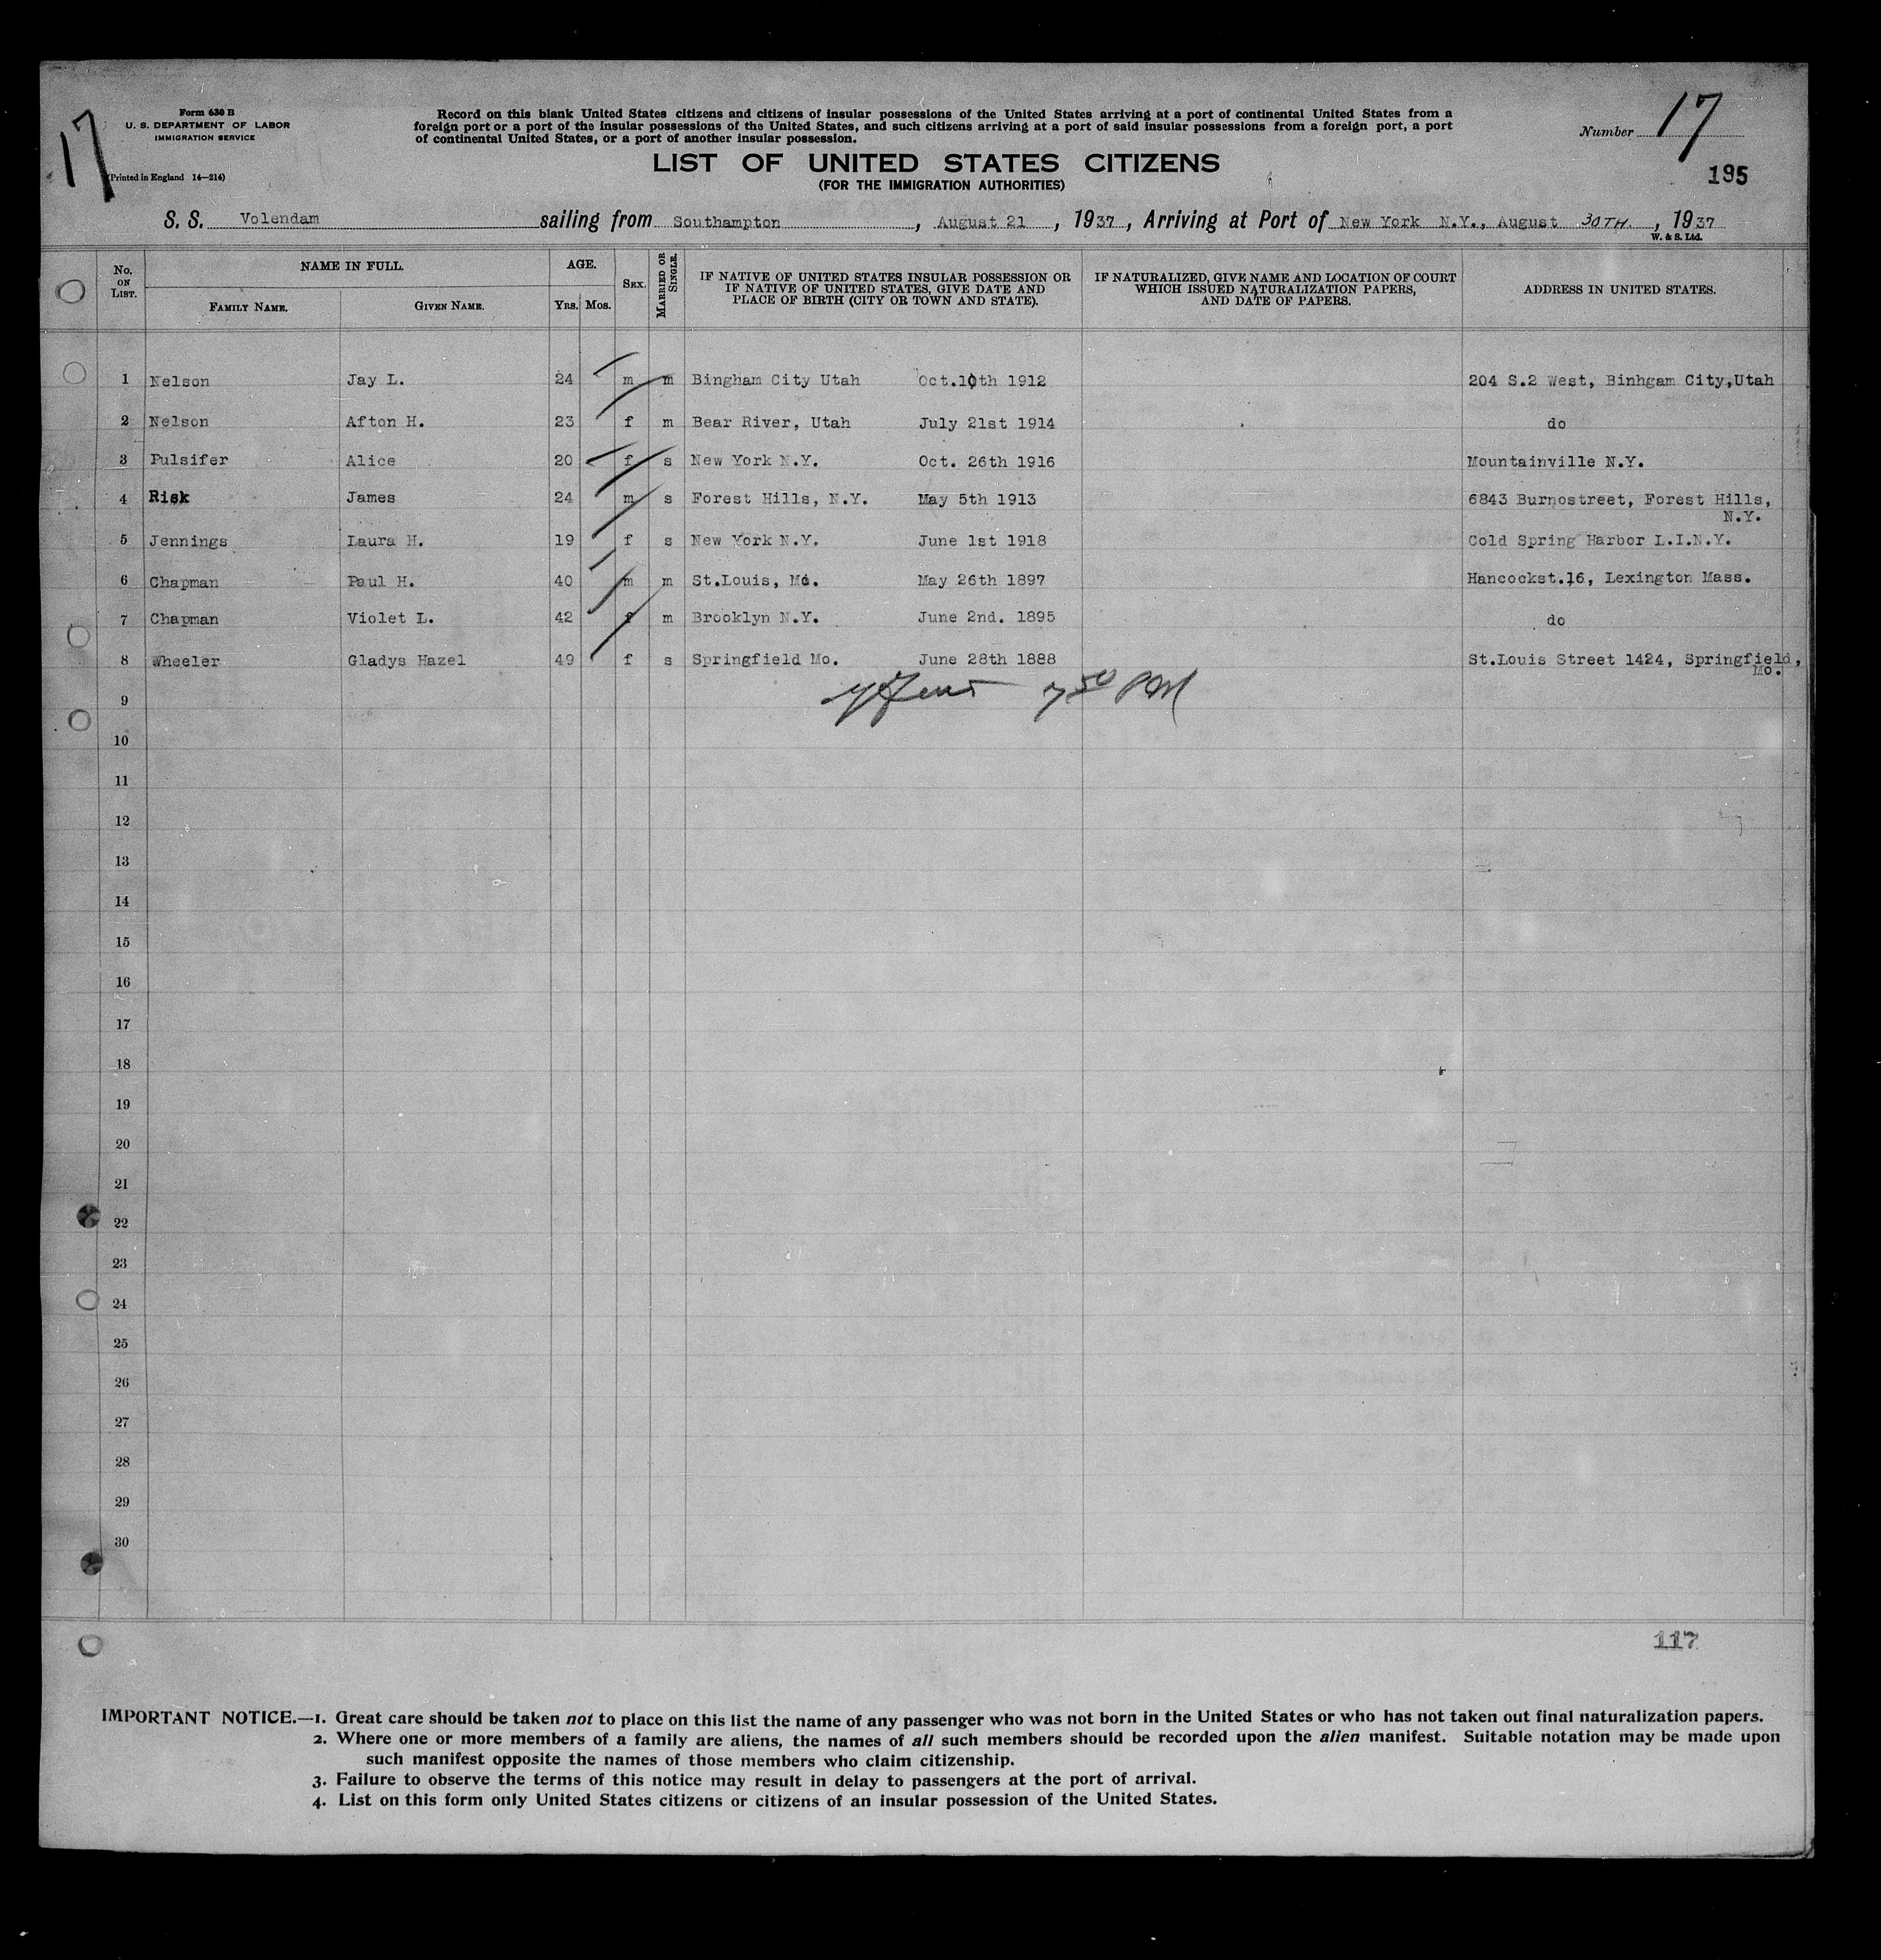 17
Form 630 B
U. S. DEPARTMENT OF LABOR
IMMIGRATION SERVICE
(Printed in England 14—214)
Record on this blank United States citizens and citizens of insular possessions of the United States arriving at a port of continental United States from a
foreign port or a port of the insular possessions of the United States, and such citizens arriving at a port of said insular possessions from a foreign port, a port
of continental United States, or a port of another insular possession.
LIST OF UNITED STATES CITIZENS
(FOR THE IMMIGRATION AUTHORITIES)
Number 17
195
S. S. Volendam sailing from Southampton, August 21, 1937, Arriving at Port of New York N.Y., August 30TH., 1937
W. & S. Ltd.
No. ON LIST. NAME IN FULL. FAMILY NAME. GIVEN NAME. AGE. YRS. MOS. SEX. MARRIED OR SINGLE. IF NATIVE OF UNITED STATES INSULAR POSSESSION OR IF NATIVE OF UNITED STATES, GIVE DATE AND PLACE OF BIRTH (CITY OR TOWN AND STATE). IF NATURALIZED, GIVE NAME AND LOCATION OF COURT WHICH ISSUED NATURALIZATION PAPERS, AND DATE OF PAPERS. ADDRESS IN UNITED STATES.
1 Nelson Jay L. 24 m m Bingham City Utah Oct.10th 1912 204 S.2 West, Binhgam City,Utah
2 Nelson Afton H. 23 f m Bear River, Utah July 21st 1914 do
3 Pulsifer Alice 20 f s New York N.Y. Oct. 26th 1916 Mountainville N.Y.
4 Risk James 24 m s Forest Hills, N.Y. May 5th 1913 6843 Burnostreet, Forest Hills,
N.Y.
5 Jennings Laura H. 19 f s New York N.Y. June 1st 1918 Cold Spring Harbor L.I.N.Y.
6 Chapman Paul H. 40 m m St.Louis, Mo. May 26th 1897 Hancockst.16, Lexington Mass.
7 Chapman Violet L. 42 f m Brooklyn N.Y. June 2nd. 1895 do
8 Wheeler Gladys Hazel 49 f s Springfield Mo. June 28th 1888 St.Louis Street 1424, Springfield,
Mo.
7 50 PM
9
10
11
12
13
14
15
16
17
18
19
20
21
22
23
24
25
26
27
28
29
30
117
IMPORTANT NOTICE.—1. Great care should be taken not to place on this list the name of any passenger who was not born in the United States or who has not taken out final naturalization papers.
2. Where one or more members of a family are aliens, the names of all such members should be recorded upon the alien manifest. Suitable notation may be made upon
such manifest opposite the names of those members who claim citizenship.
3. Failure to observe the terms of this notice may result in delay to passengers at the port of arrival.
4. List on this form only United States citizens or citizens of an insular possession of the United States.